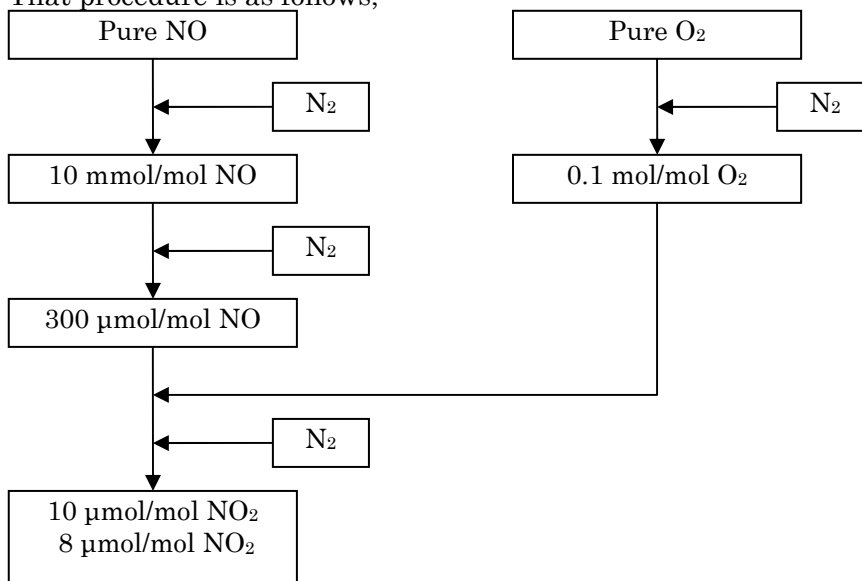 That procedure is as follows,
Pure NO
Pure O₂
N₂
N₂
10 mmol/mol NO
0.1 mol/mol O₂
N₂
300 µmol/mol NO
N₂
10 µmol/mol NO₂
8 µmol/mol NO₂